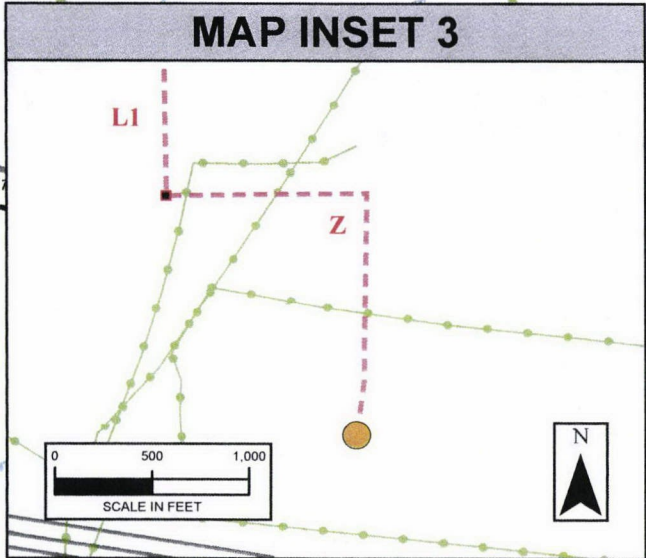 MAP INSET 3
L1
Z
0 500 1,000
SCALE IN FEET
N